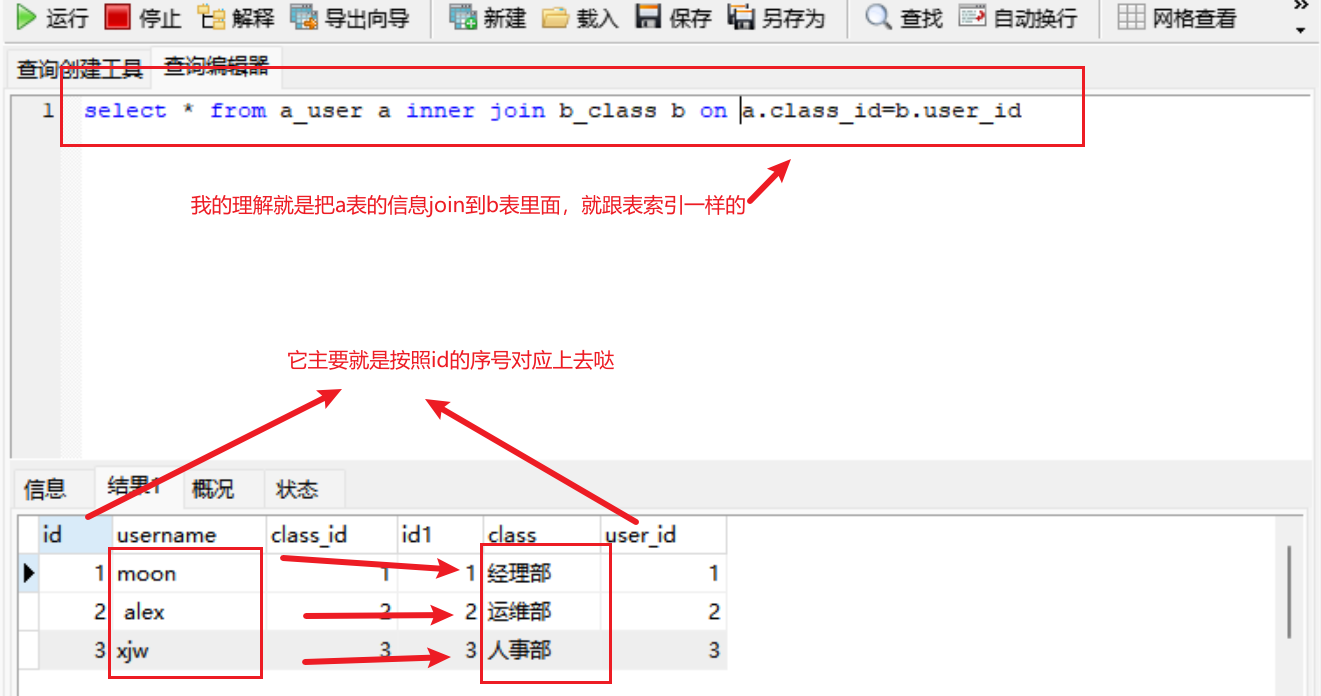 运行 停止 解释 导出向导 新建 载入 保存 另存为 查找 自动换行 网格查看 »
查询创建工具 查询编辑器
1 select * from a_user a inner join b_class b on a.class_id=b.user_id
我的理解就是把a表的信息join到b表里面，就跟表索引一样的
它主要就是按照id的序号对应上去哒
信息 结果1 概况 状态
id username class_id id1 class user_id
1 moon 1 1 经理部 1
2 alex 2 2 运维部 2
3 xjw 3 3 人事部 3